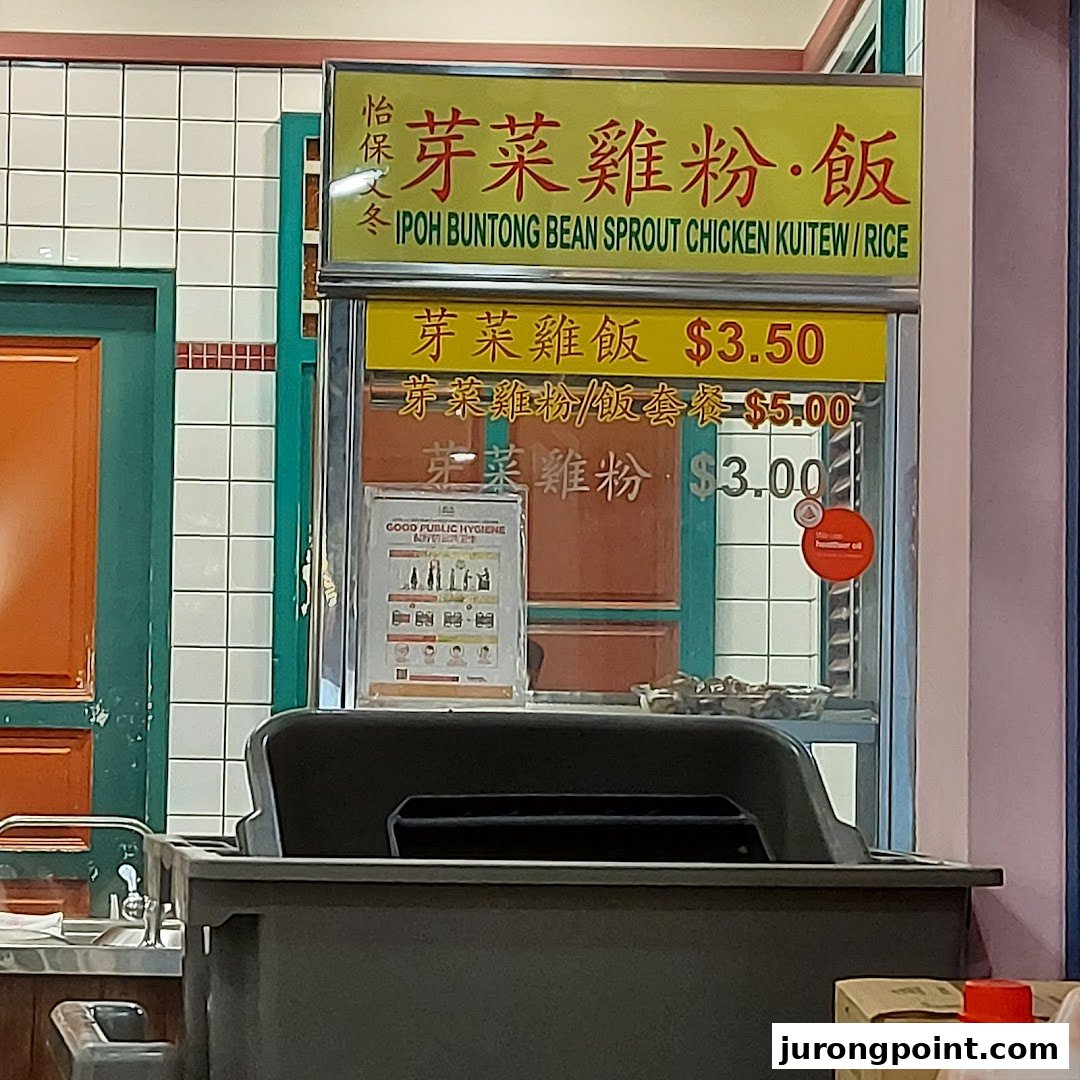 怡保文冬
芽菜雞粉·飯
IPOH BUNTONG BEAN SPROUT CHICKEN KUITEW / RICE
芽菜雞飯 $3.50
芽菜雞粉/飯套餐 $5.00
芽菜雞粉 $3.00
GOOD PUBLIC HYGIENE
healthier oil
jurongpoint.com